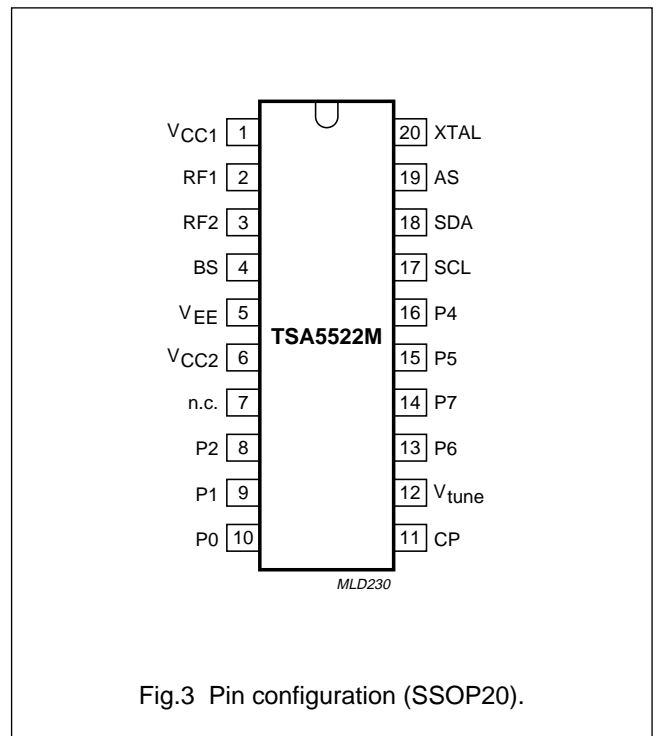 VCC1 1 20 XTAL
RF1 2 19 AS
RF2 3 18 SDA
BS 4 17 SCL
VEE 5 16 P4
TSA5522M
VCC2 6 15 P5
n.c. 7 14 P7
P2 8 13 P6
P1 9 12 Vtune
P0 10 11 CP
MLD230
Fig.3 Pin configuration (SSOP20).